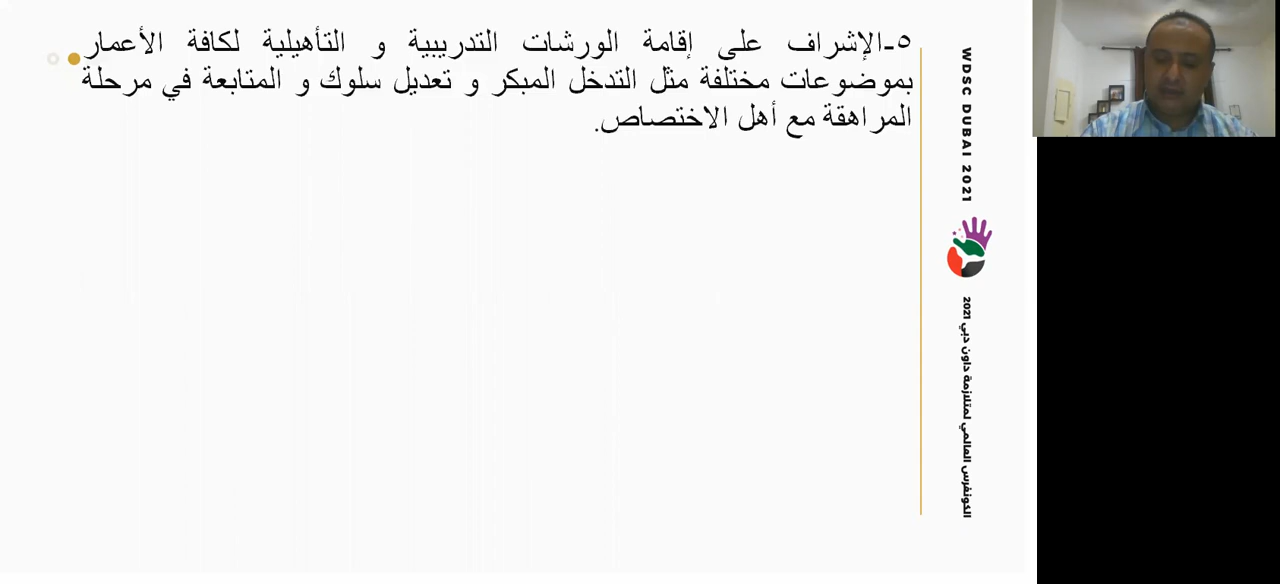 ٥-الإشراف على إقامة الورشات التدريبية و التأهيلية لكافة الأعمار
بموضوعات مختلفة مثل التدخل المبكر و تعديل سلوك و المتابعة في مرحلة
المراهقة مع أهل الاختصاص.
WDSC DUBAI 2021
الكونفرس العالمي لمتلازمة داون دبي 2021